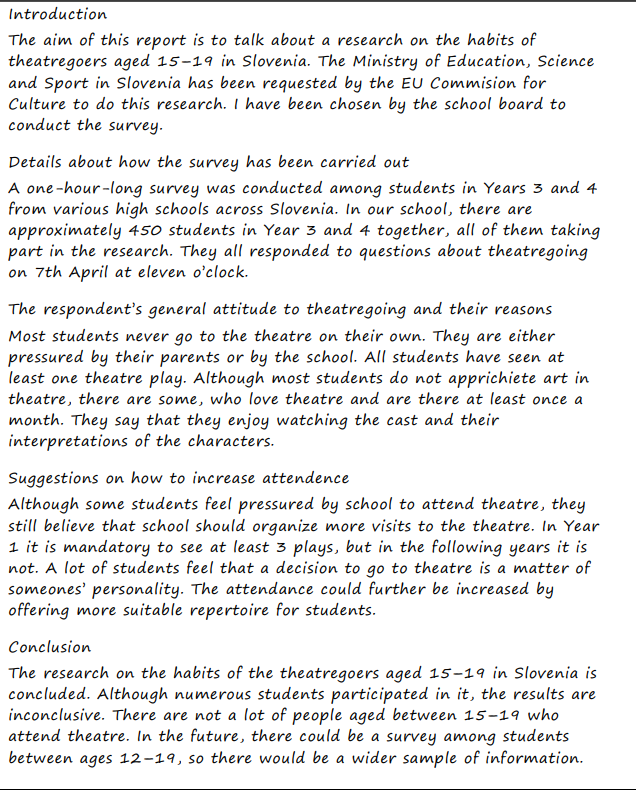 Introduction
The aim of this report is to talk about a research on the habits of
theatregoers aged 15–19 in Slovenia. The Ministry of Education, Science
and Sport in Slovenia has been requested by the EU Commision for
Culture to do this research. I have been chosen by the school board to
conduct the survey.
Details about how the survey has been carried out
A one-hour-long survey was conducted among students in Years 3 and 4
from various high schools across Slovenia. In our school, there are
approximately 450 students in Year 3 and 4 together, all of them taking
part in the research. They all responded to questions about theatregoing
on 7th April at eleven o'clock.
The respondent's general attitude to theatregoing and their reasons
Most students never go to the theatre on their own. They are either
pressured by their parents or by the school. All students have seen at
least one theatre play. Although most students do not apprichiete art in
theatre, there are some, who love theatre and are there at least once a
month. They say that they enjoy watching the cast and their
interpretations of the characters.
Suggestions on how to increase attendence
Although some students feel pressured by school to attend theatre, they
still believe that school should organize more visits to the theatre. In Year
1 it is mandatory to see at least 3 plays, but in the following years it is
not. A lot of students feel that a decision to go to theatre is a matter of
someones' personality. The attendance could further be increased by
offering more suitable repertoire for students.
Conclusion
The research on the habits of the theatregoers aged 15–19 in Slovenia is
concluded. Although numerous students participated in it, the results are
inconclusive. There are not a lot of people aged between 15–19 who
attend theatre. In the future, there could be a survey among students
between ages 12–19, so there would be a wider sample of information.